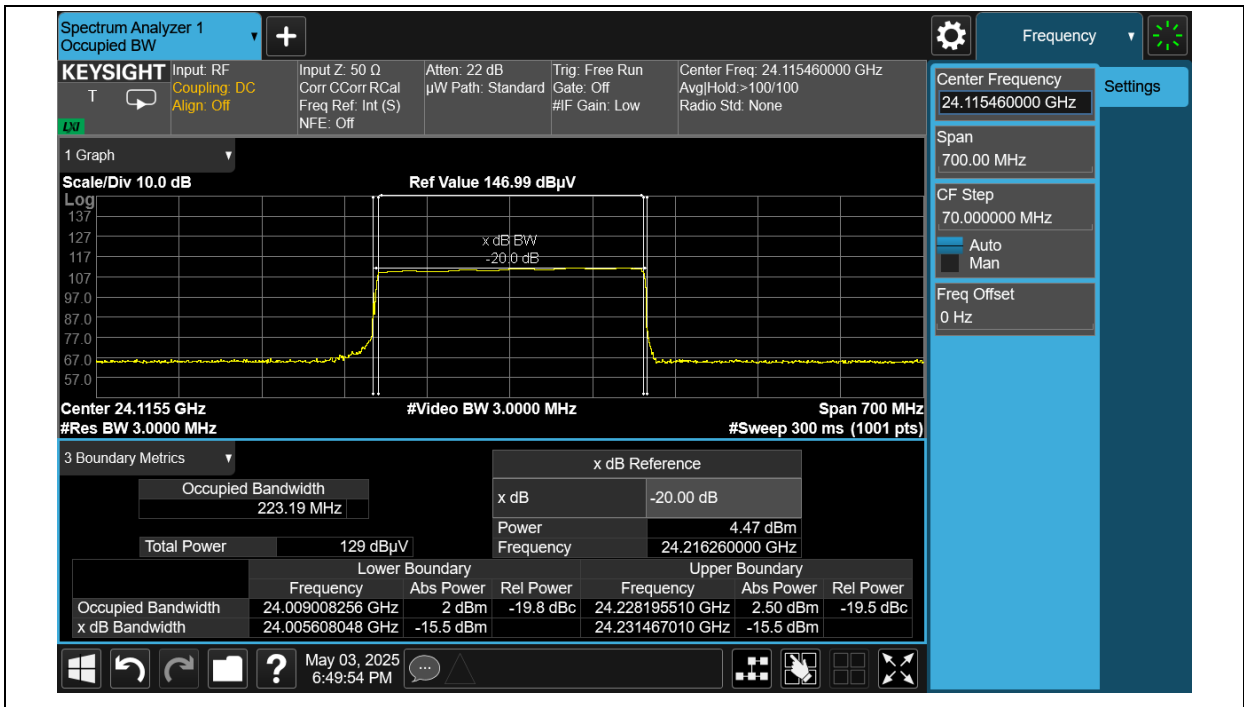 Spectrum Analyzer 1
Occupied BW
+
Frequency
KEYSIGHT
T
LXI
Input: RF
Coupling: DC
Align: Off
Input Z: 50 Ω
Corr CCorr RCal
Freq Ref: Int (S)
NFE: Off
Atten: 22 dB
µW Path: Standard
Trig: Free Run
Gate: Off
#IF Gain: Low
Center Freq: 24.115460000 GHz
Avg|Hold:>100/100
Radio Std: None
1 Graph
Scale/Div 10.0 dB
Ref Value 146.99 dBµV
Log
137
127
117
107
97.0
87.0
77.0
67.0
57.0
x dB BW
-20.0 dB
Center 24.1155 GHz
#Video BW 3.0000 MHz
Span 700 MHz
#Res BW 3.0000 MHz
#Sweep 300 ms (1001 pts)
3 Boundary Metrics
Occupied Bandwidth
223.19 MHz
Total Power 129 dBµV
x dB Reference
x dB -20.00 dB
Power 4.47 dBm
Frequency 24.216260000 GHz
Lower Boundary Upper Boundary
Frequency Abs Power Rel Power Frequency Abs Power Rel Power
Occupied Bandwidth 24.009008256 GHz 2 dBm -19.8 dBc 24.228195510 GHz 2.50 dBm -19.5 dBc
x dB Bandwidth 24.005608048 GHz -15.5 dBm 24.231467010 GHz -15.5 dBm
?
May 03, 2025
6:49:54 PM
Center Frequency
24.115460000 GHz
Settings
Span
700.00 MHz
CF Step
70.000000 MHz
Auto
Man
Freq Offset
0 Hz